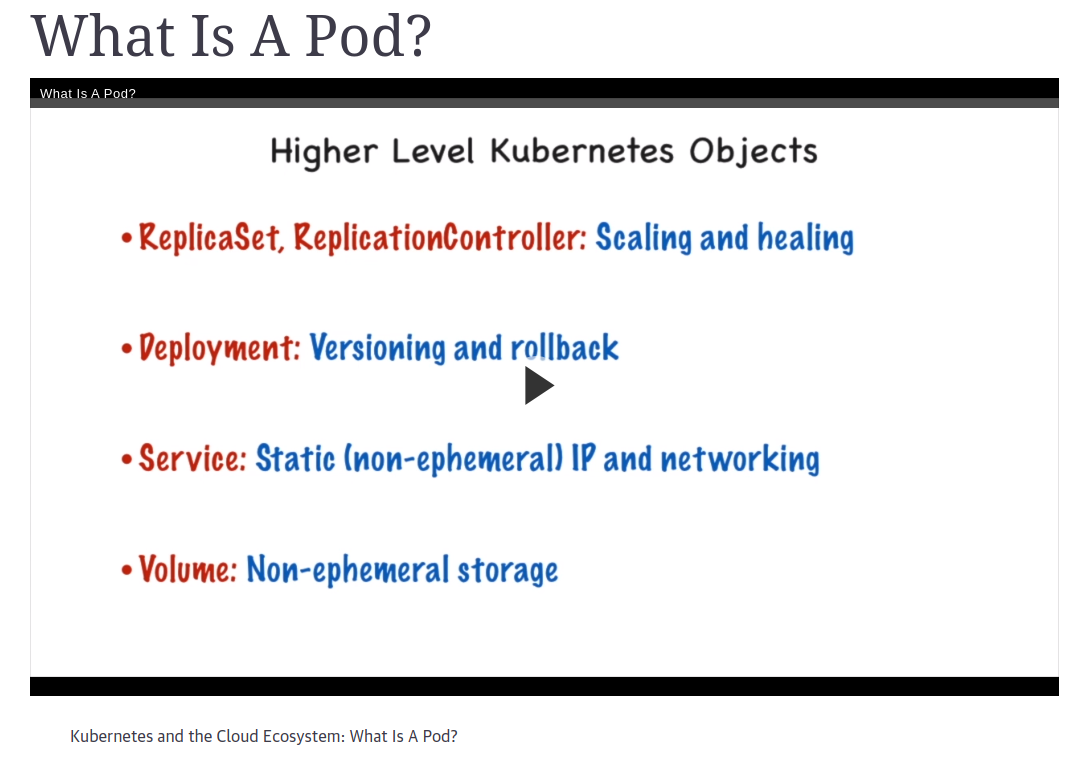 What Is A Pod?
What Is A Pod?
Higher Level Kubernetes Objects
• ReplicaSet, ReplicationController: Scaling and healing
• Deployment: Versioning and rollback
• Service: Static (non-ephemeral) IP and networking
• Volume: Non-ephemeral storage
Kubernetes and the Cloud Ecosystem: What Is A Pod?